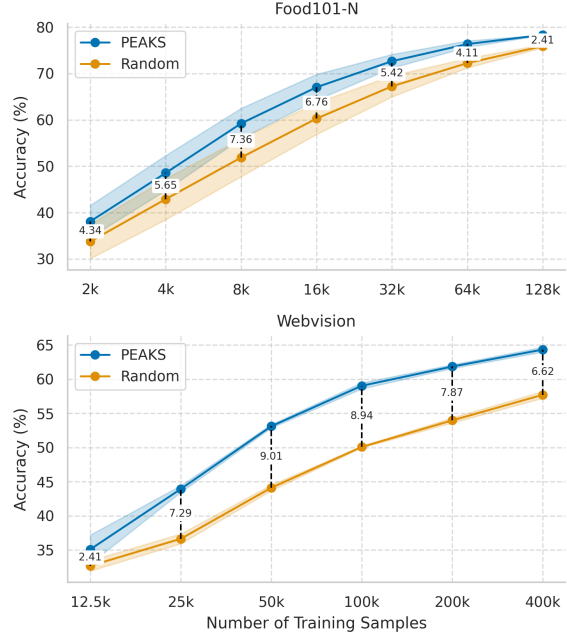 Food101-N
Accuracy (%)
80
70
60
50
40
30
PEAKS
Random
4.34
5.65
7.36
6.76
5.42
4.11
2.41
2k 4k 8k 16k 32k 64k 128k
Webvision
Accuracy (%)
65
60
55
50
45
40
35
PEAKS
Random
2.41
7.29
9.01
8.94
7.87
6.62
12.5k 25k 50k 100k 200k 400k
Number of Training Samples